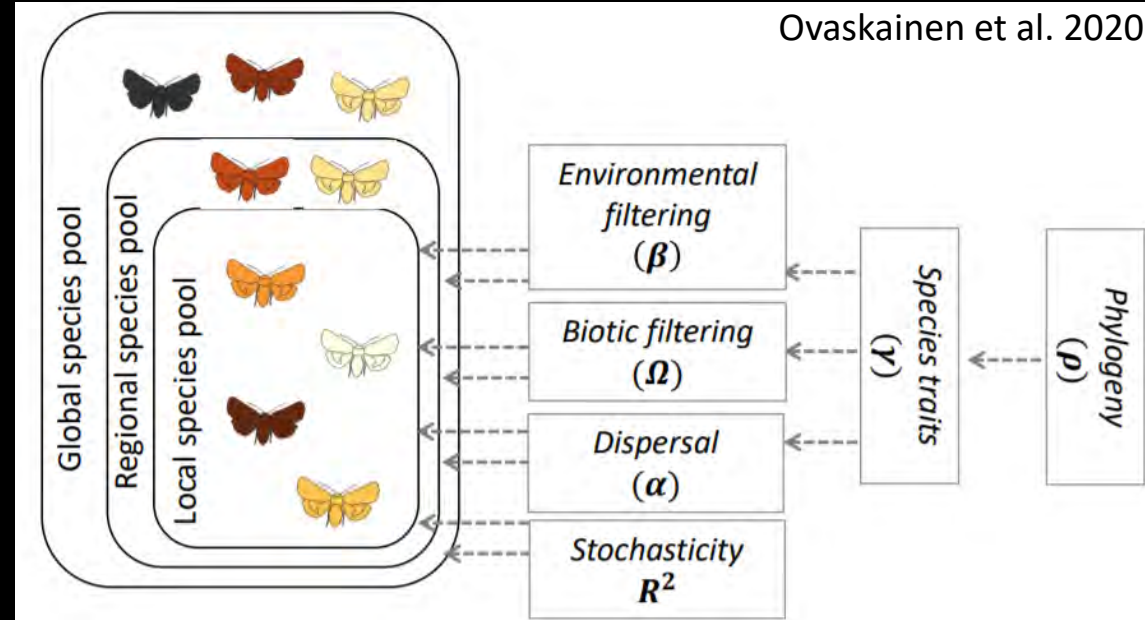 Ovaskainen et al. 2020
Global species pool
Regional species pool
Local species pool
Environmental
filtering
(β)
Biotic filtering
(Ω)
Dispersal
(α)
Stochasticity
R²
Species traits
(γ)
Phylogeny
(ρ)